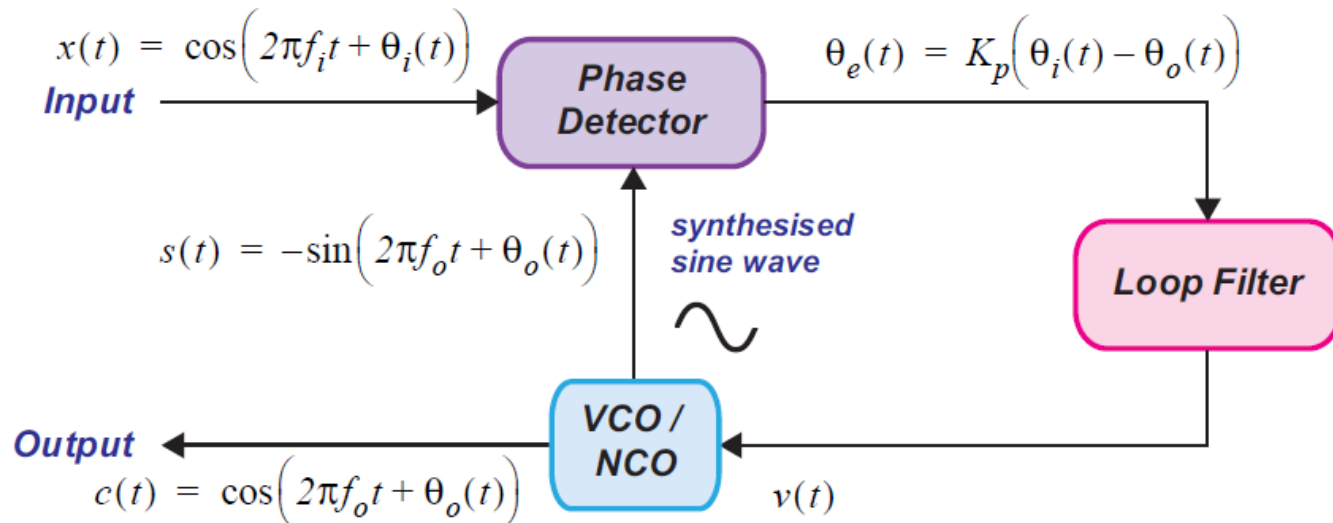 x(t) = cos(2πf_i t + θ_i(t))
Input
Phase
Detector
θ_e(t) = K_p(θ_i(t) – θ_o(t))
s(t) = –sin(2πf_o t + θ_o(t))
synthesised
sine wave
Loop Filter
VCO /
NCO
Output
c(t) = cos(2πf_o t + θ_o(t))
v(t)